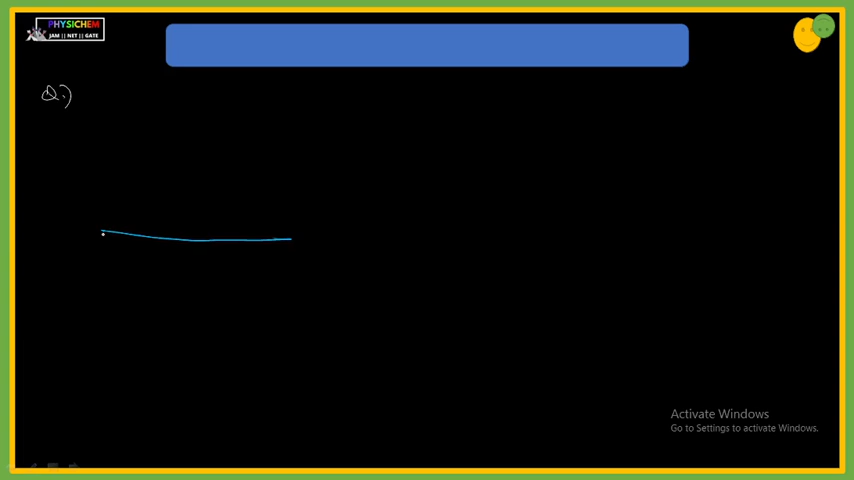 PHYSICHEM
JAM || NET || GATE
Q.)
Activate Windows
Go to Settings to activate Windows.